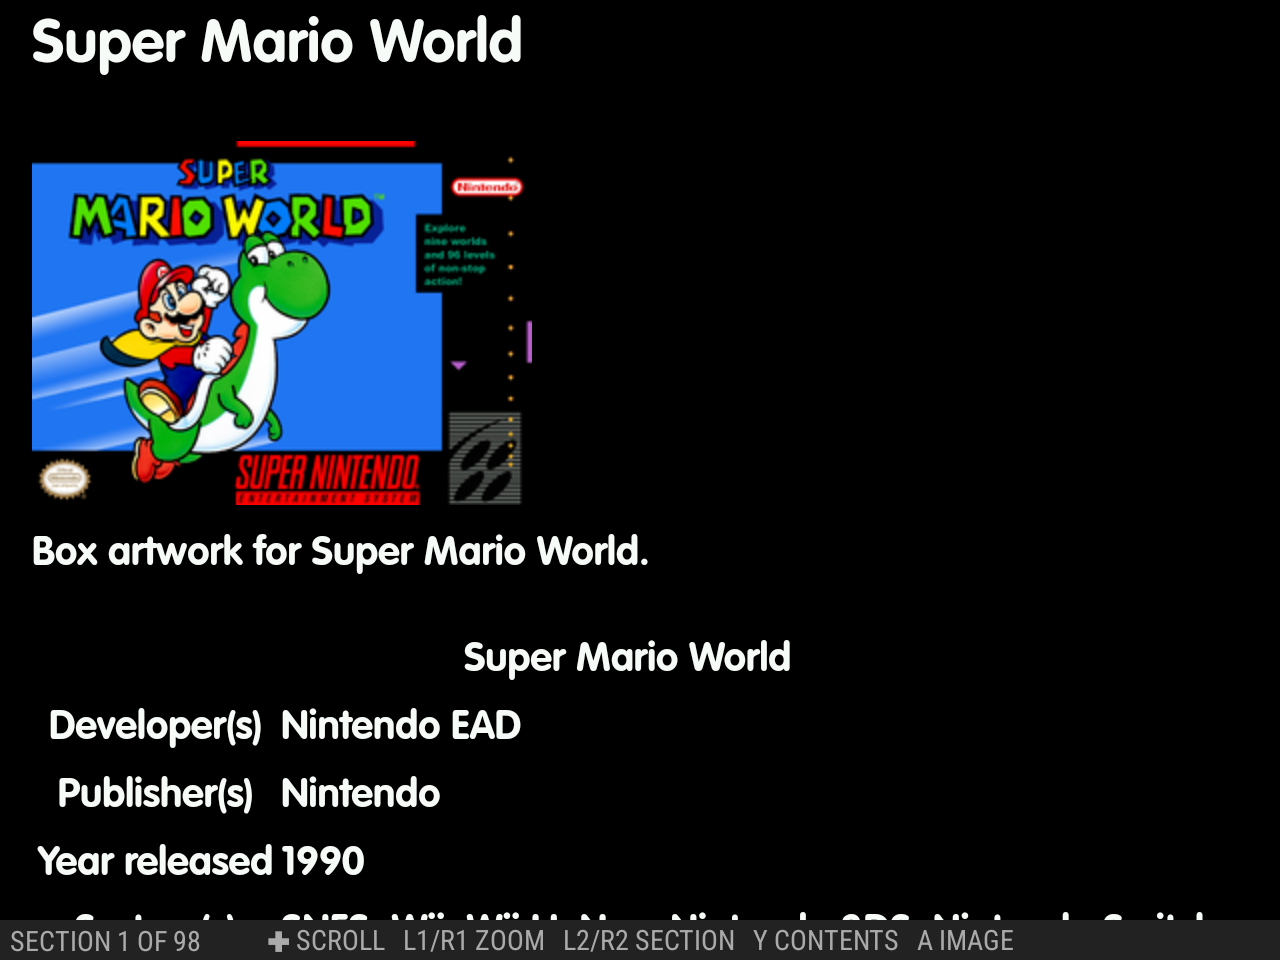 Super Mario World
SUPER
MARIO WORLD™
Nintendo
Explore
nine worlds
and 96 levels
of non-stop
action!
SUPER NINTENDO
ENTERTAINMENT SYSTEM
Box artwork for Super Mario World.
Super Mario World
Developer(s) Nintendo EAD
Publisher(s) Nintendo
Year released 1990
SECTION 1 OF 98 SCROLL L1/R1 ZOOM L2/R2 SECTION Y CONTENTS A IMAGE